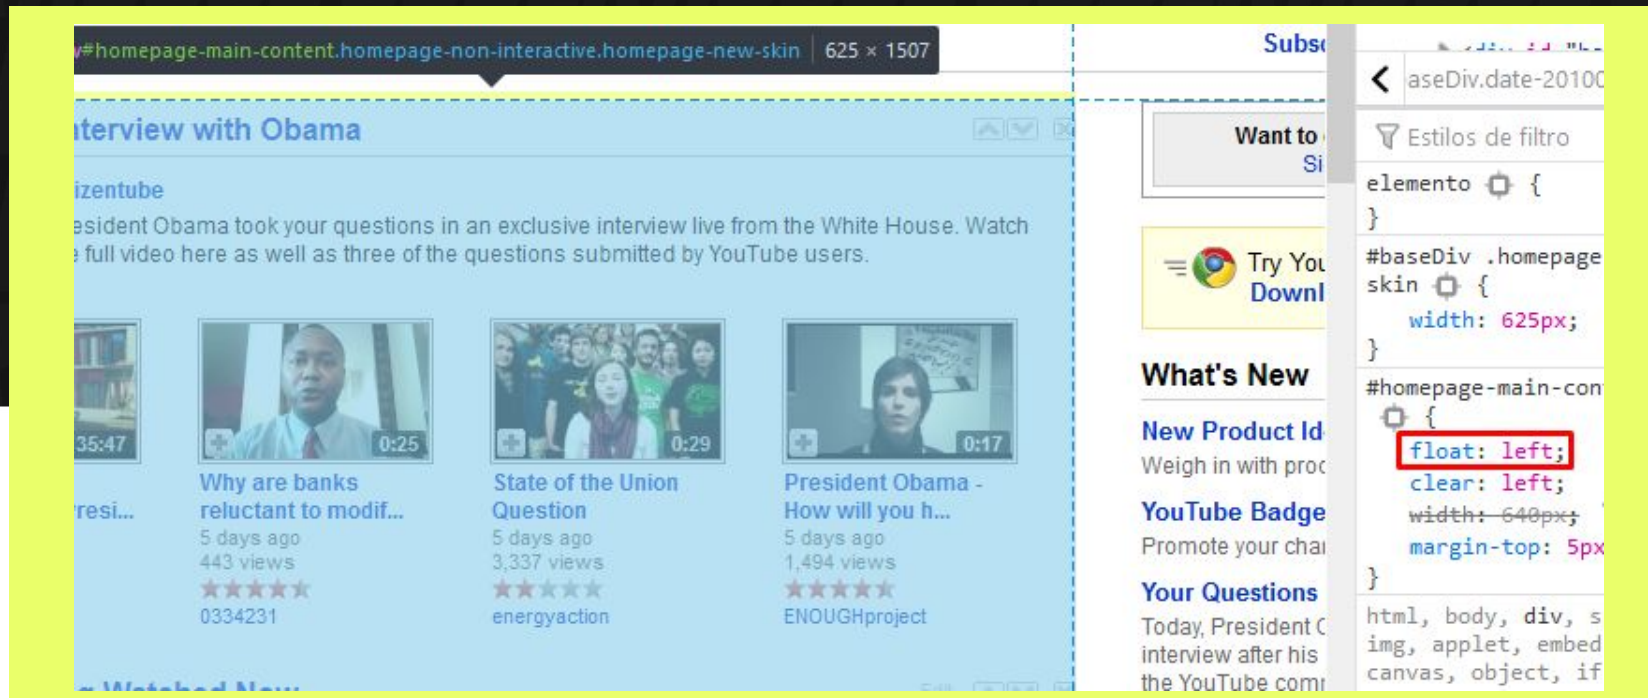 #homepage-main-content.homepage-non-interactive.homepage-new-skin | 625 × 1507
nterview with Obama
izentube
esident Obama took your questions in an exclusive interview live from the White House. Watch
full video here as well as three of the questions submitted by YouTube users.
35:47
0:25
0:29
0:17
resi...
Why are banks
reluctant to modif...
5 days ago
443 views
0334231
State of the Union
Question
5 days ago
3,337 views
energyaction
President Obama -
How will you h...
5 days ago
1,494 views
ENOUGHproject
g Watched Now
Subsc
Want to
Si
Try You
Downl
What's New
New Product Id
Weigh in with prod
YouTube Badge
Promote your char
Your Questions
Today, President O
interview after his
the YouTube comm
aseDiv.date-20100
Estilos de filtro
elemento {
}
#baseDiv .homepage
skin {
width: 625px;
}
#homepage-main-con
{
float: left;
clear: left;
width: 640px;
margin-top: 5px
}
html, body, div, s
img, applet, embed
canvas, object, if